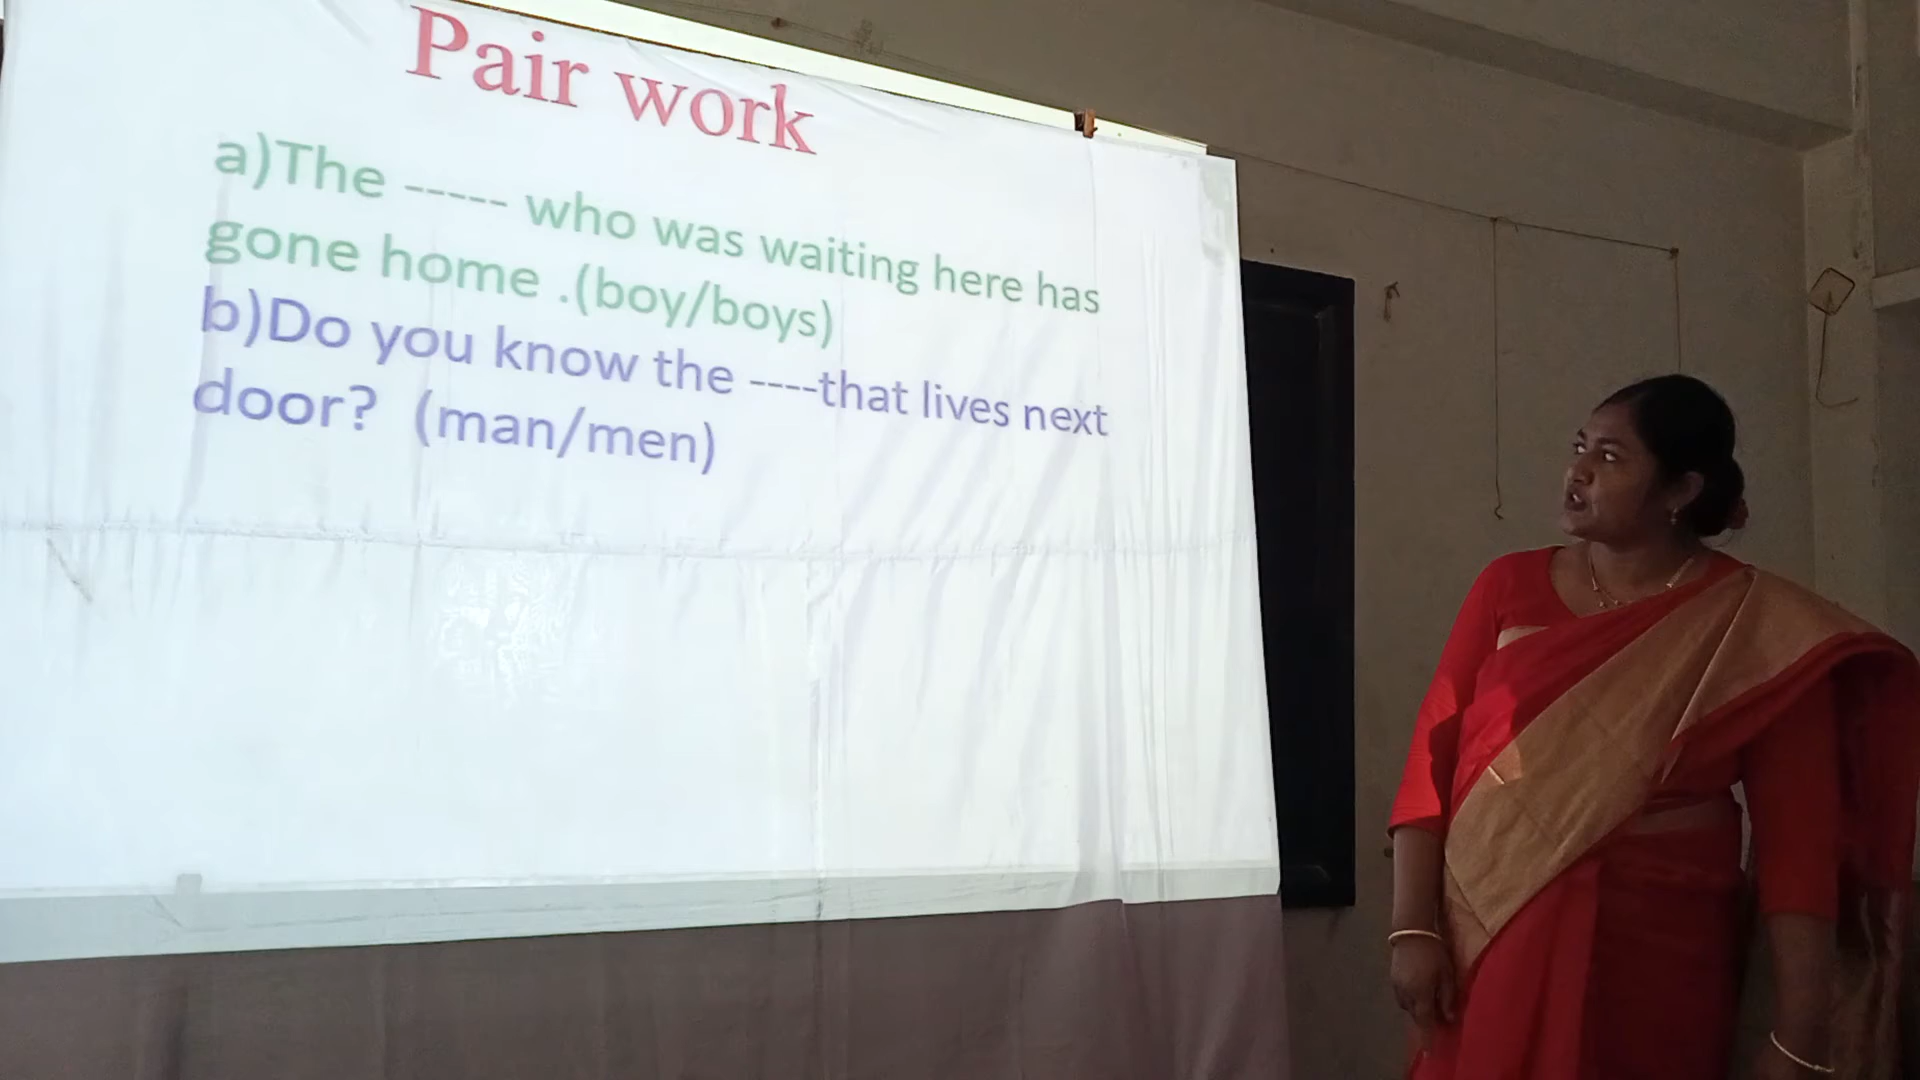 Pair work
a)The ----- who was waiting here has
gone home .(boy/boys)
b)Do you know the ----that lives next
door? (man/men)